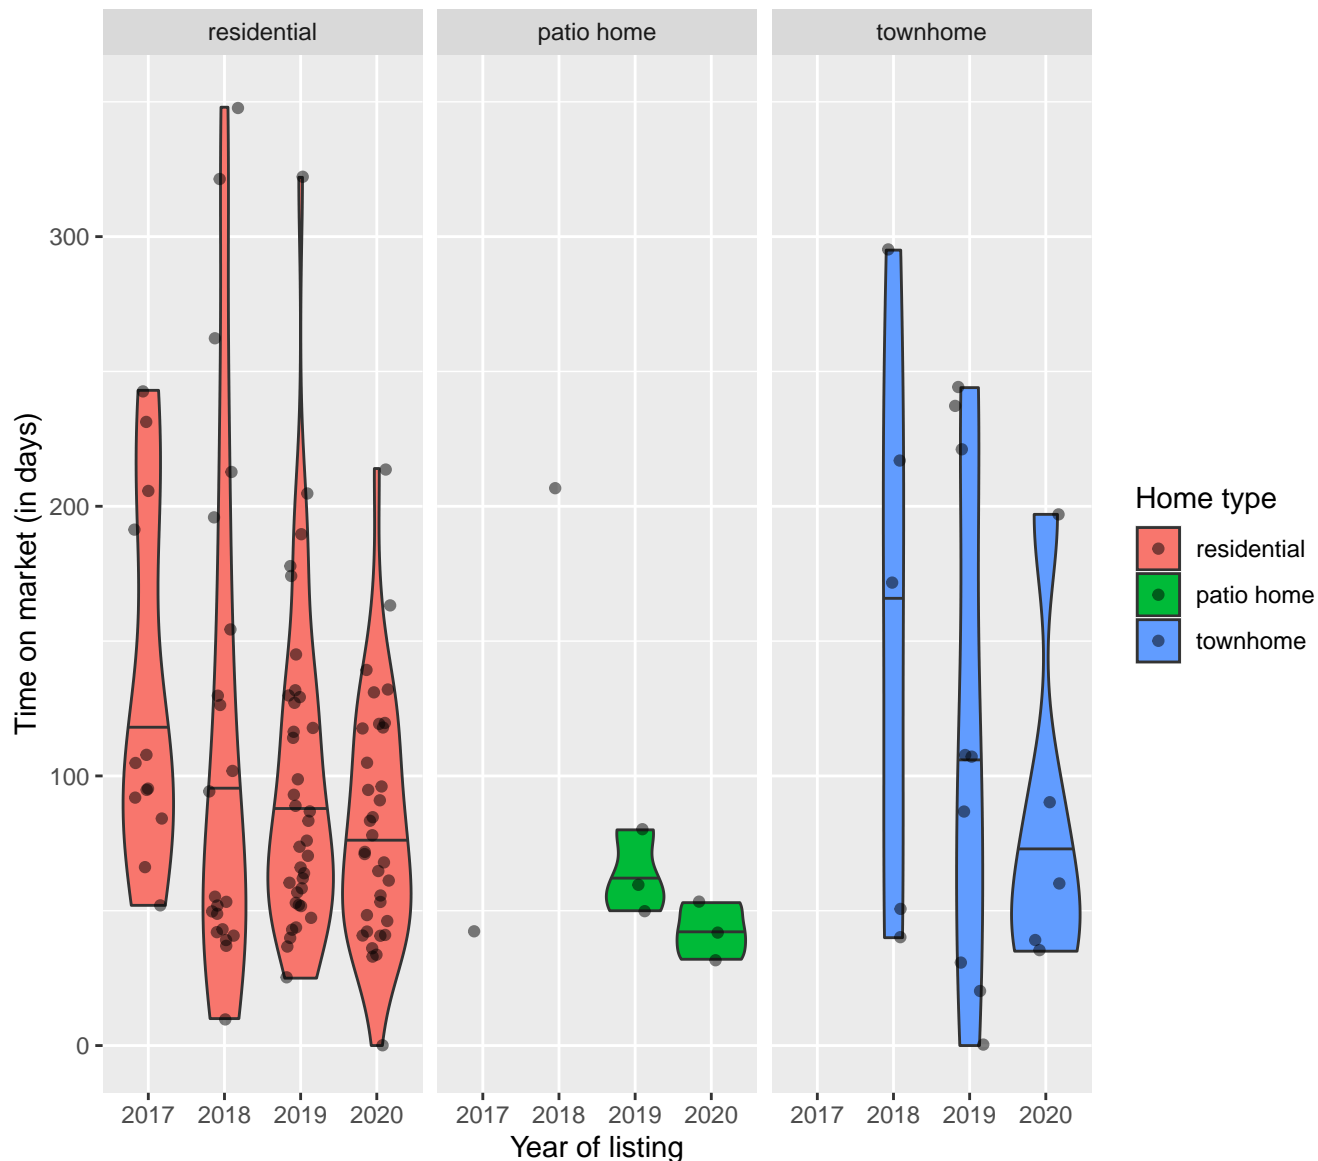 residential
patio home
townhome
Time on market (in days)
300
200
100
0
2017 2018 2019 2020
2017 2018 2019 2020
2017 2018 2019 2020
Year of listing
Home type
residential
patio home
townhome